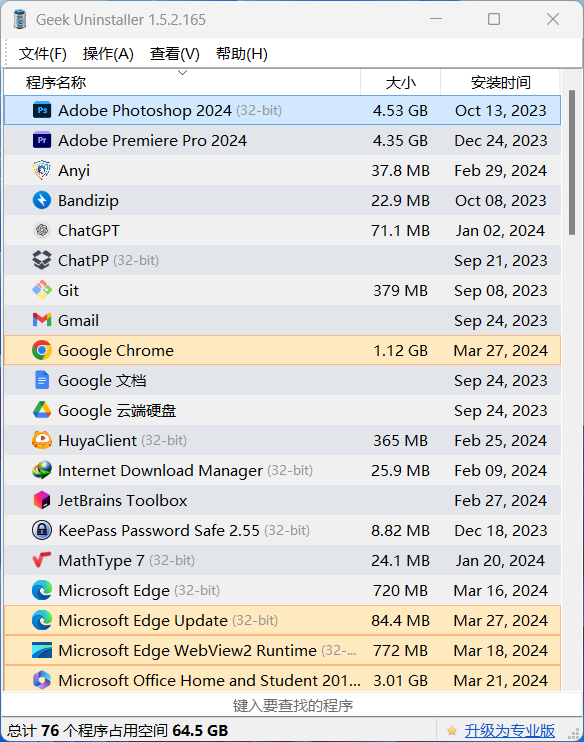 Geek Uninstaller 1.5.2.165
文件(F) 操作(A) 查看(V) 帮助(H)
程序名称 大小 安装时间
Adobe Photoshop 2024 (32-bit) 4.53 GB Oct 13, 2023
Adobe Premiere Pro 2024 4.35 GB Dec 24, 2023
Anyi 37.8 MB Feb 29, 2024
Bandizip 22.9 MB Oct 08, 2023
ChatGPT 71.1 MB Jan 02, 2024
ChatPP (32-bit) Sep 21, 2023
Git 379 MB Sep 08, 2023
Gmail Sep 24, 2023
Google Chrome 1.12 GB Mar 27, 2024
Google 文档 Sep 24, 2023
Google 云端硬盘 Sep 24, 2023
HuyaClient (32-bit) 365 MB Feb 25, 2024
Internet Download Manager (32-bit) 25.9 MB Feb 09, 2024
JetBrains Toolbox Feb 27, 2024
KeePass Password Safe 2.55 (32-bit) 8.82 MB Dec 18, 2023
MathType 7 (32-bit) 24.1 MB Jan 20, 2024
Microsoft Edge (32-bit) 720 MB Mar 16, 2024
Microsoft Edge Update (32-bit) 84.4 MB Mar 27, 2024
Microsoft Edge WebView2 Runtime (32-... 772 MB Mar 18, 2024
Microsoft Office Home and Student 201... 3.01 GB Mar 21, 2024
键入要查找的程序
总计 76 个程序占用空间 64.5 GB 升级为专业版